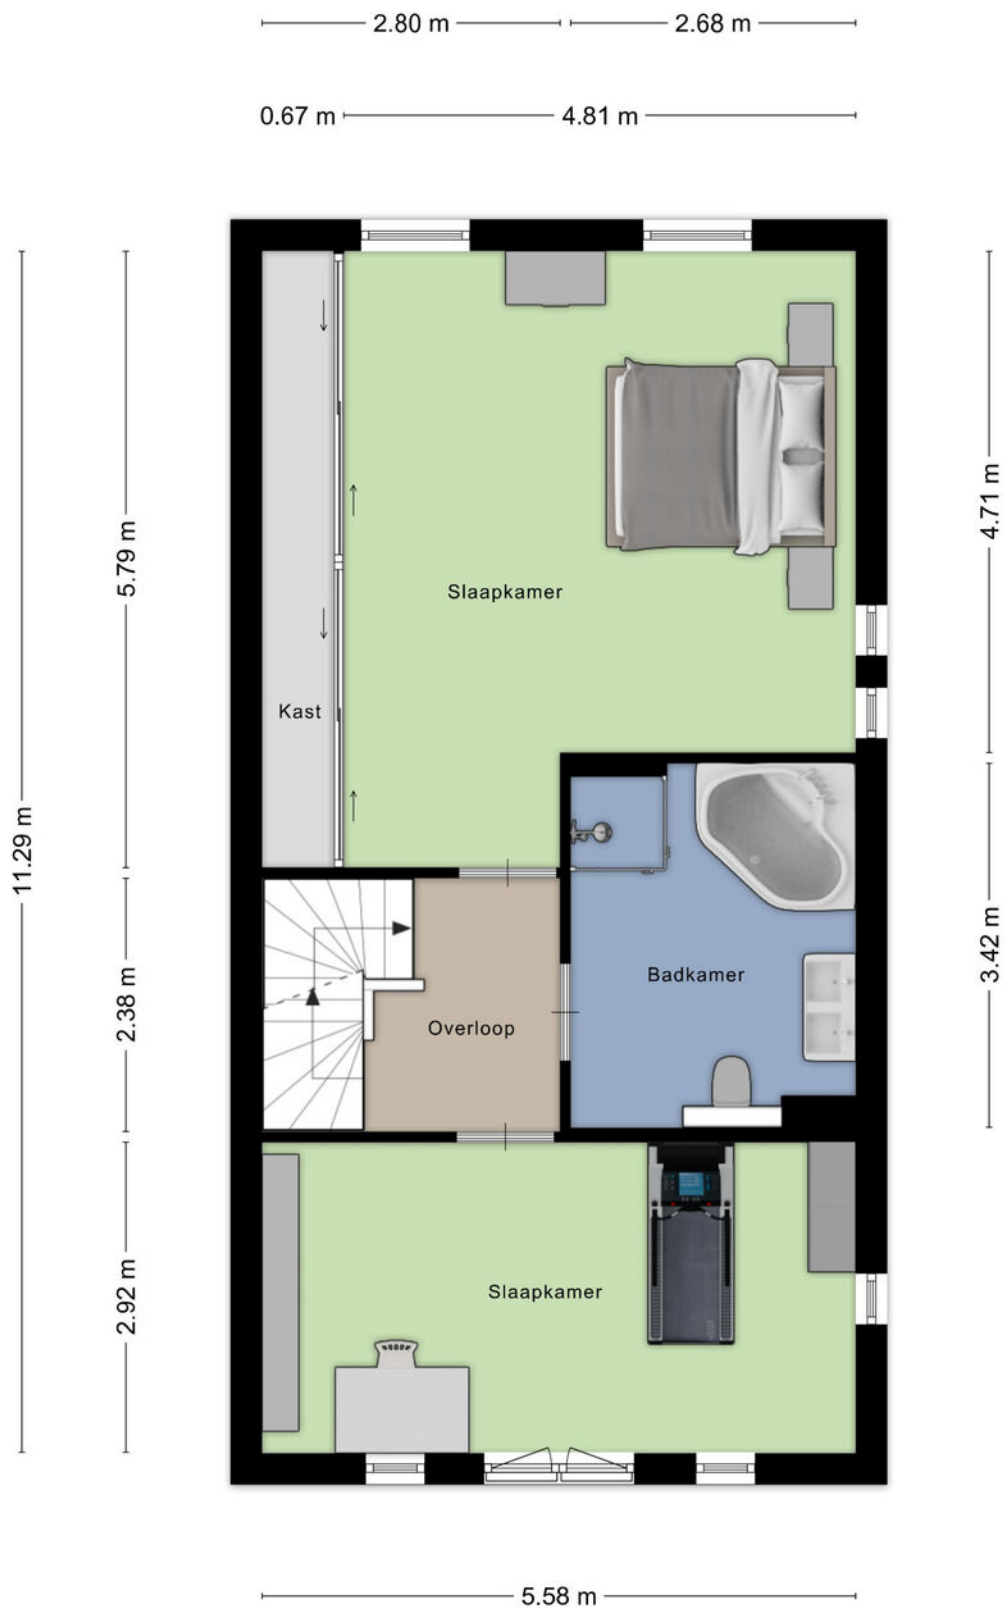 2.80 m
2.68 m
0.67 m
4.81 m
11.29 m
5.79 m
4.71 m
Slaapkamer
Kast
2.38 m
3.42 m
Badkamer
Overloop
2.92 m
Slaapkamer
5.58 m